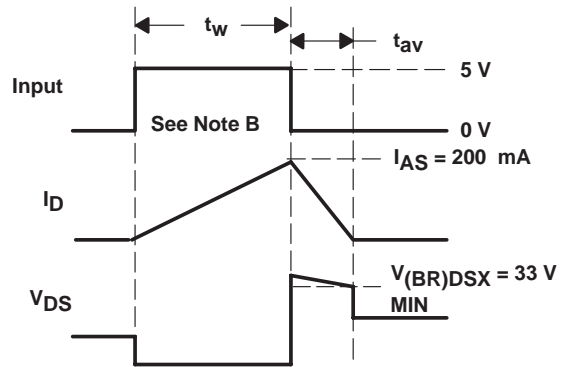 tw
tav
5 V
Input
See Note B
0 V
IAS = 200 mA
ID
V(BR)DSX = 33 V
MIN
VDS